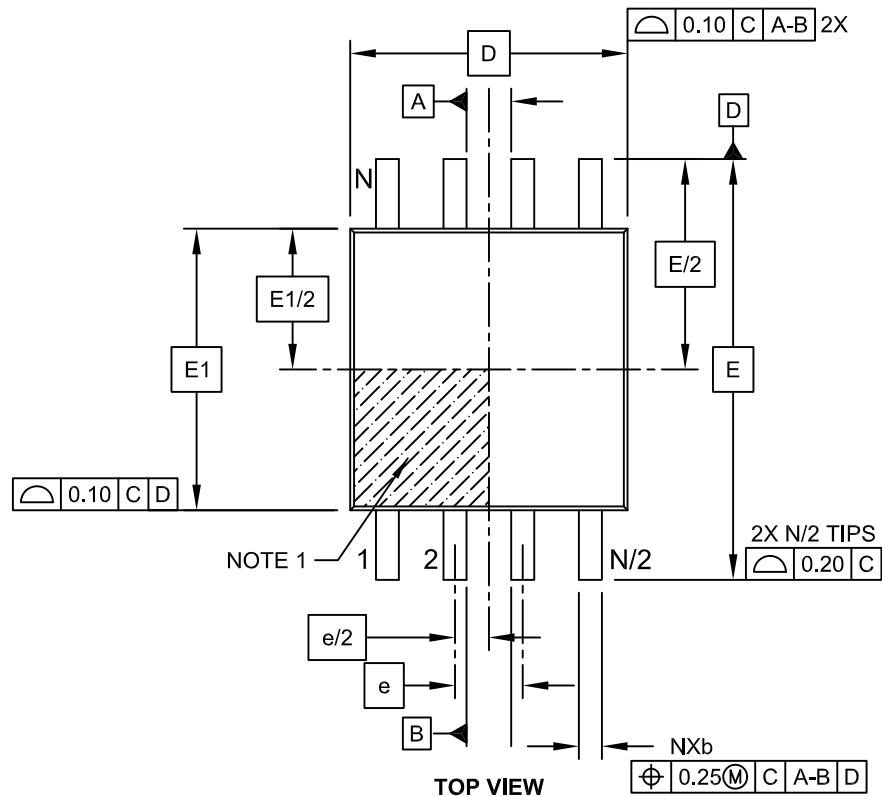 0.10 C A-B 2X
D
A
D
N
E1/2
E/2
E1
E
0.10 C D
NOTE 1
1
2
N/2
2X N/2 TIPS
0.20 C
e/2
e
B
NXb
0.25 Ⓜ C A-B D
TOP VIEW